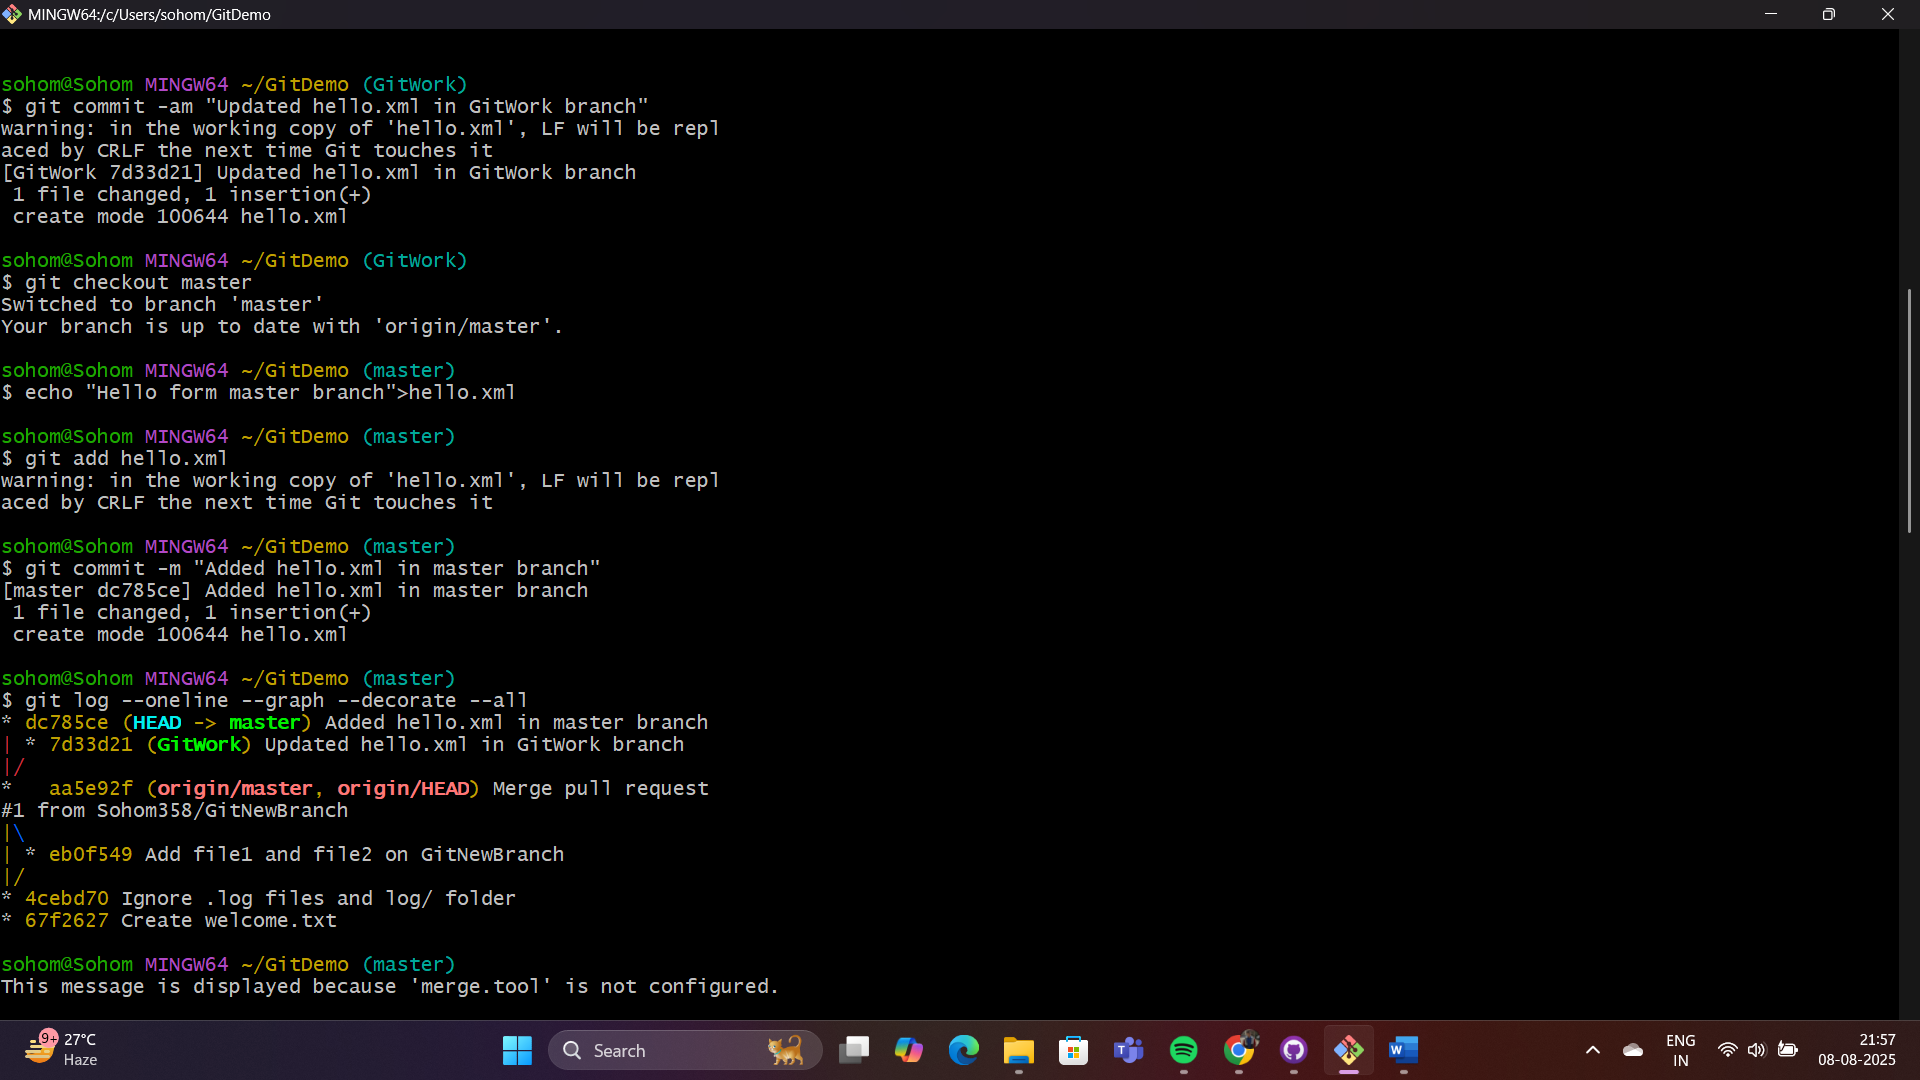 MINGW64:/c/Users/sohom/GitDemo
sohom@Sohom MINGW64 ~/GitDemo (GitWork)
$ git commit -am "Updated hello.xml in GitWork branch"
warning: in the working copy of 'hello.xml', LF will be repl
aced by CRLF the next time Git touches it
[GitWork 7d33d21] Updated hello.xml in GitWork branch
 1 file changed, 1 insertion(+)
 create mode 100644 hello.xml
sohom@Sohom MINGW64 ~/GitDemo (GitWork)
$ git checkout master
Switched to branch 'master'
Your branch is up to date with 'origin/master'.
sohom@Sohom MINGW64 ~/GitDemo (master)
$ echo "Hello form master branch">hello.xml
sohom@Sohom MINGW64 ~/GitDemo (master)
$ git add hello.xml
warning: in the working copy of 'hello.xml', LF will be repl
aced by CRLF the next time Git touches it
sohom@Sohom MINGW64 ~/GitDemo (master)
$ git commit -m "Added hello.xml in master branch"
[master dc785ce] Added hello.xml in master branch
 1 file changed, 1 insertion(+)
 create mode 100644 hello.xml
sohom@Sohom MINGW64 ~/GitDemo (master)
$ git log --oneline --graph --decorate --all
* dc785ce (HEAD -> master) Added hello.xml in master branch
| * 7d33d21 (GitWork) Updated hello.xml in GitWork branch
|/
*   aa5e92f (origin/master, origin/HEAD) Merge pull request
#1 from Sohom358/GitNewBranch
|\
| * eb0f549 Add file1 and file2 on GitNewBranch
|/
* 4cebd70 Ignore .log files and log/ folder
* 67f2627 Create welcome.txt
sohom@Sohom MINGW64 ~/GitDemo (master)
This message is displayed because 'merge.tool' is not configured.
9+
27°C
Haze
Search
ENG
IN
21:57
08-08-2025